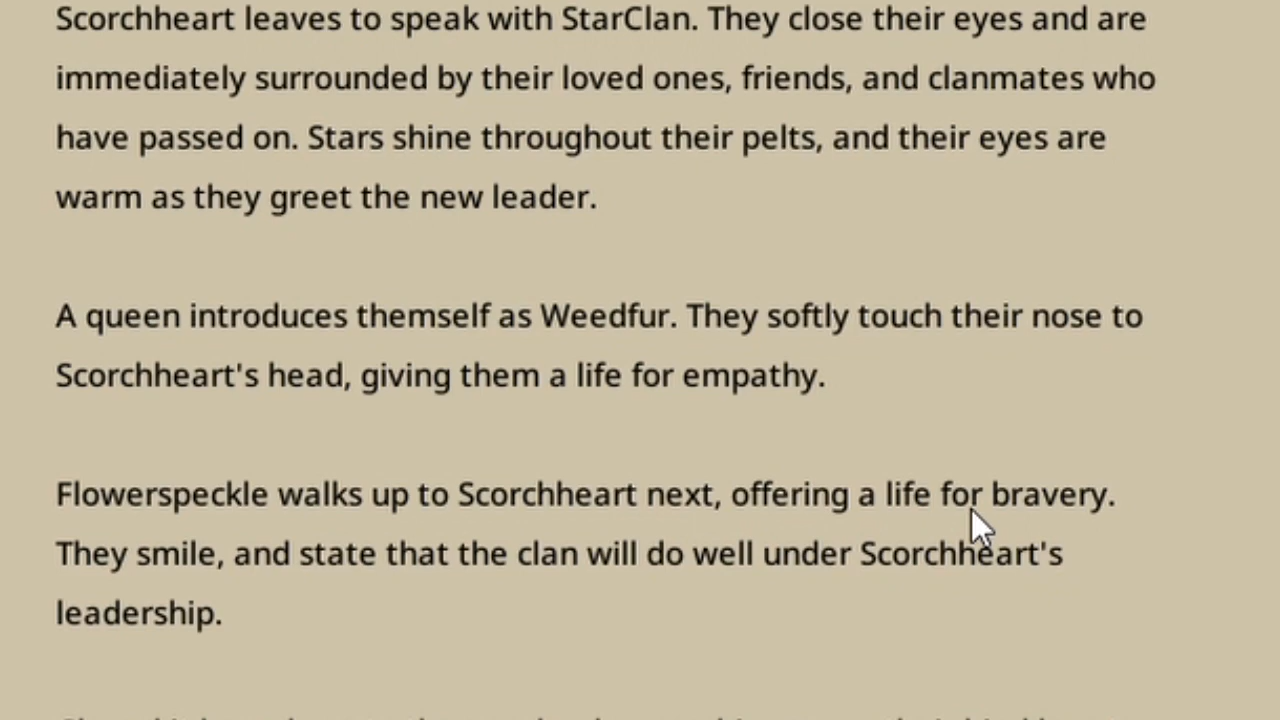 Scorchheart leaves to speak with StarClan. They close their eyes and are
immediately surrounded by their loved ones, friends, and clanmates who
have passed on. Stars shine throughout their pelts, and their eyes are
warm as they greet the new leader.
A queen introduces themself as Weedfur. They softly touch their nose to
Scorchheart's head, giving them a life for empathy.
Flowerspeckle walks up to Scorchheart next, offering a life for bravery.
They smile, and state that the clan will do well under Scorchheart's
leadership.